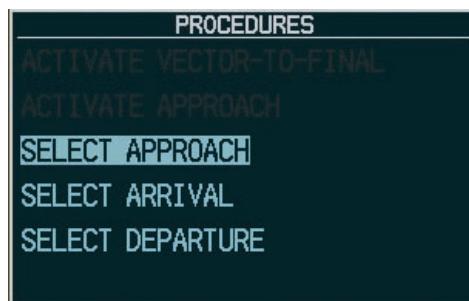 PROCEDURES
ACTIVATE VECTOR-TO-FINAL
ACTIVATE APPROACH
SELECT APPROACH
SELECT ARRIVAL
SELECT DEPARTURE